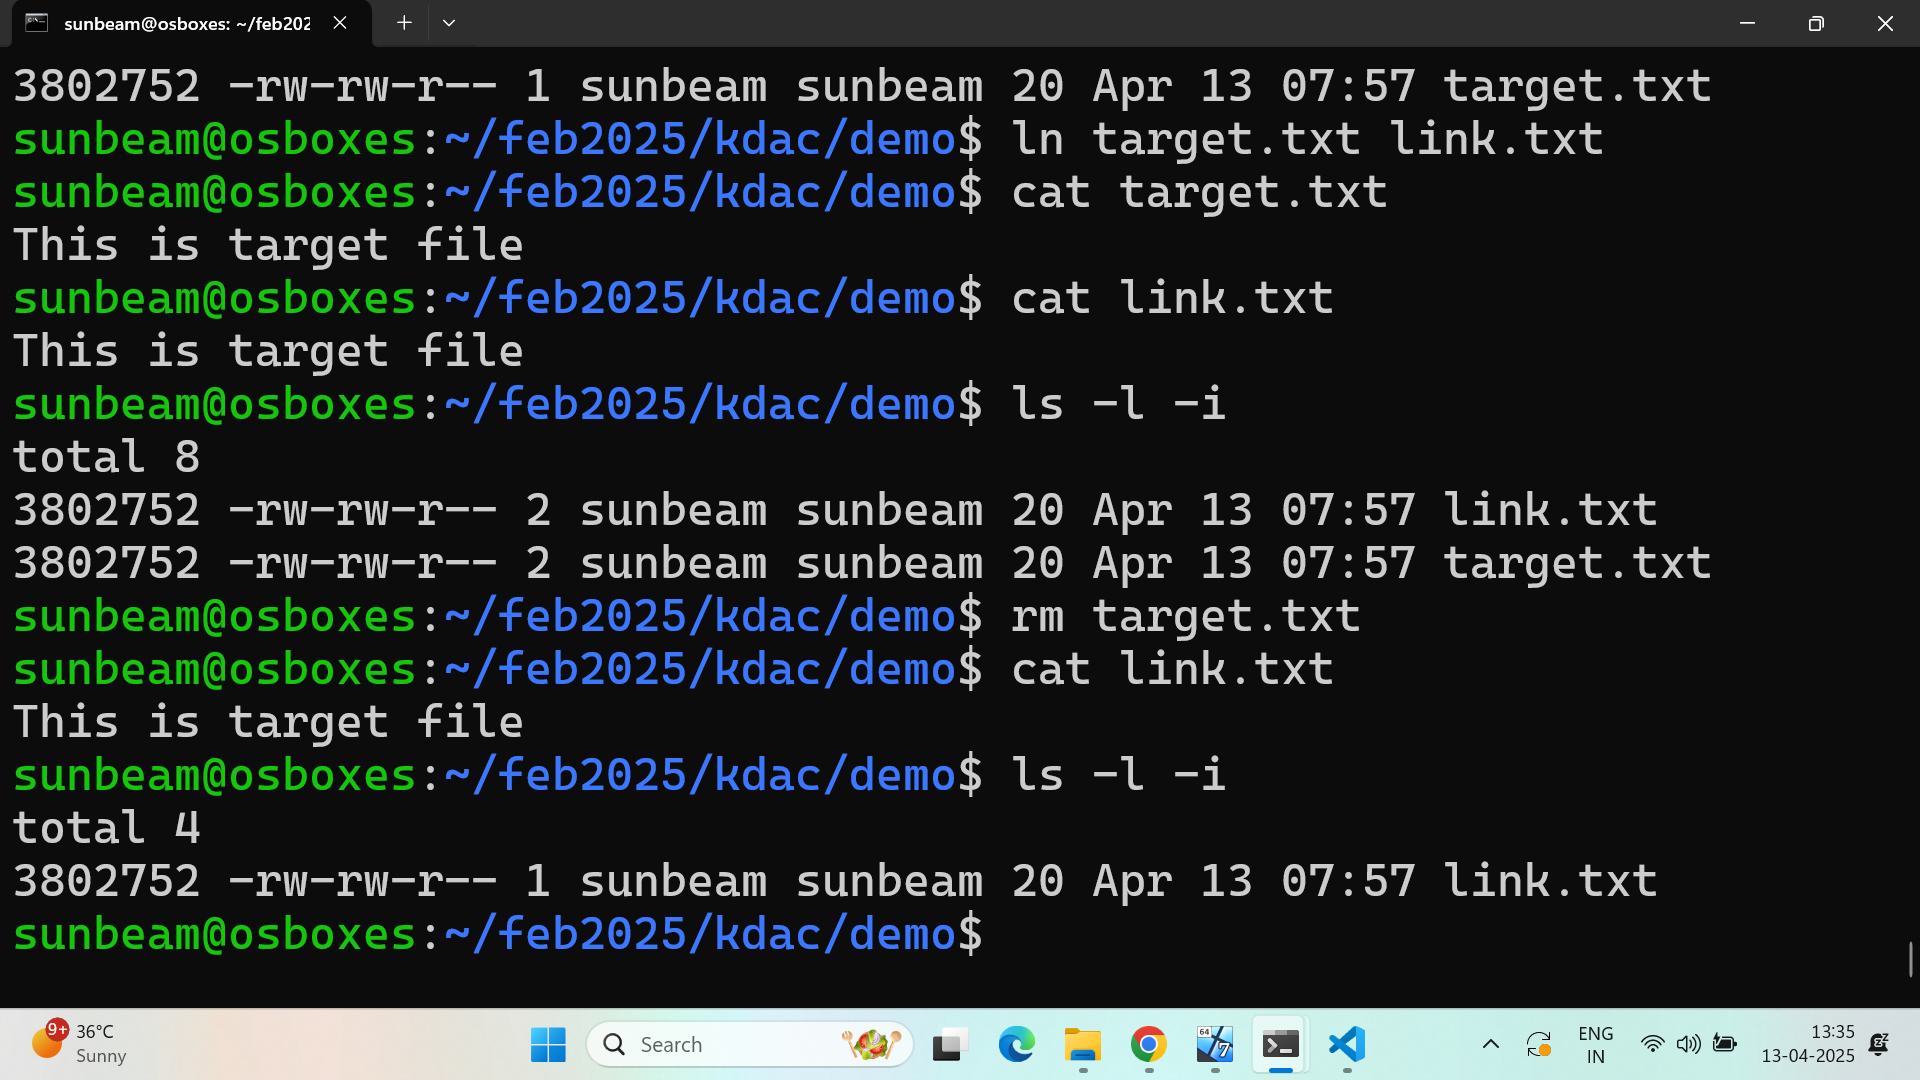 sunbeam@osboxes: ~/feb202
3802752 -rw-rw-r-- 1 sunbeam sunbeam 20 Apr 13 07:57 target.txt
sunbeam@osboxes:~/feb2025/kdac/demo$ ln target.txt link.txt
sunbeam@osboxes:~/feb2025/kdac/demo$ cat target.txt
This is target file
sunbeam@osboxes:~/feb2025/kdac/demo$ cat link.txt
This is target file
sunbeam@osboxes:~/feb2025/kdac/demo$ ls -l -i
total 8
3802752 -rw-rw-r-- 2 sunbeam sunbeam 20 Apr 13 07:57 link.txt
3802752 -rw-rw-r-- 2 sunbeam sunbeam 20 Apr 13 07:57 target.txt
sunbeam@osboxes:~/feb2025/kdac/demo$ rm target.txt
sunbeam@osboxes:~/feb2025/kdac/demo$ cat link.txt
This is target file
sunbeam@osboxes:~/feb2025/kdac/demo$ ls -l -i
total 4
3802752 -rw-rw-r-- 1 sunbeam sunbeam 20 Apr 13 07:57 link.txt
sunbeam@osboxes:~/feb2025/kdac/demo$
9+
36°C
Sunny
Search
64
7
ENG
IN
13:35
13-04-2025